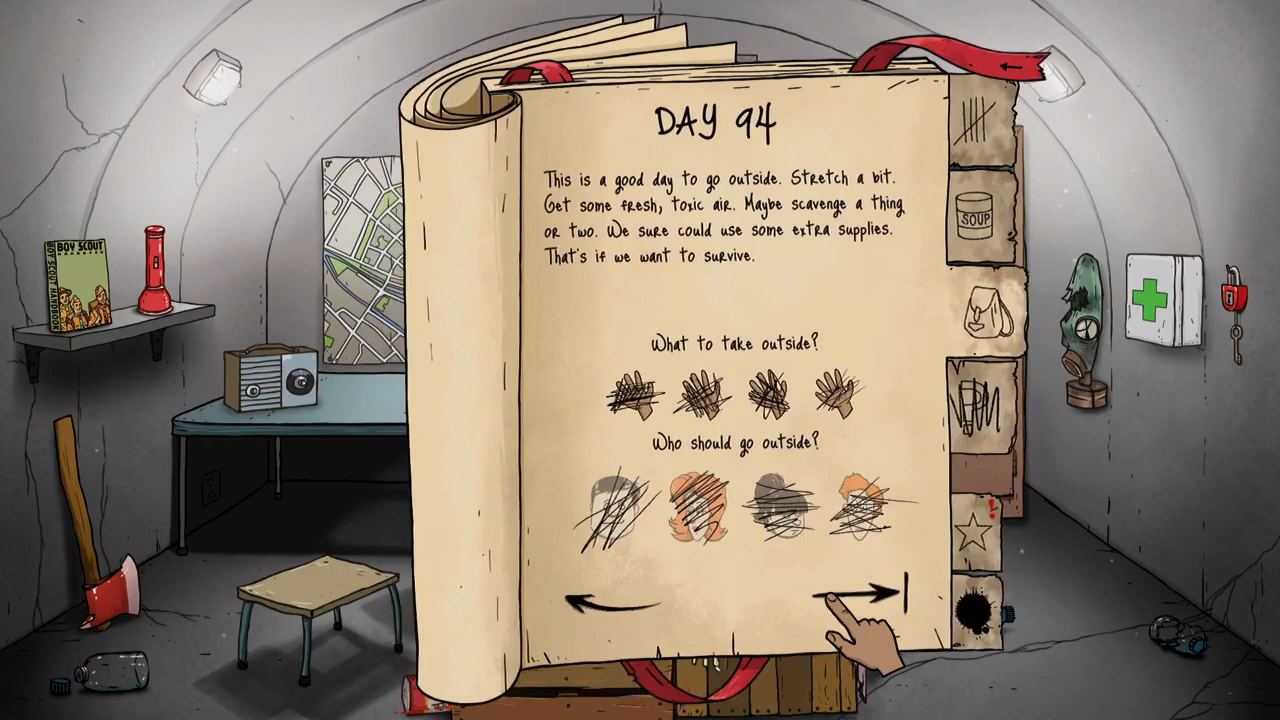 DAY 94
This is a good day to go outside. Stretch a bit.
Get some fresh, toxic air. Maybe scavenge a thing
or two. We sure could use some extra supplies.
That's if we want to survive.
What to take outside?
Who should go outside?
SOUP
BOY SCOUT
HANDBOOK
BOY SCOUT HANDBOOK